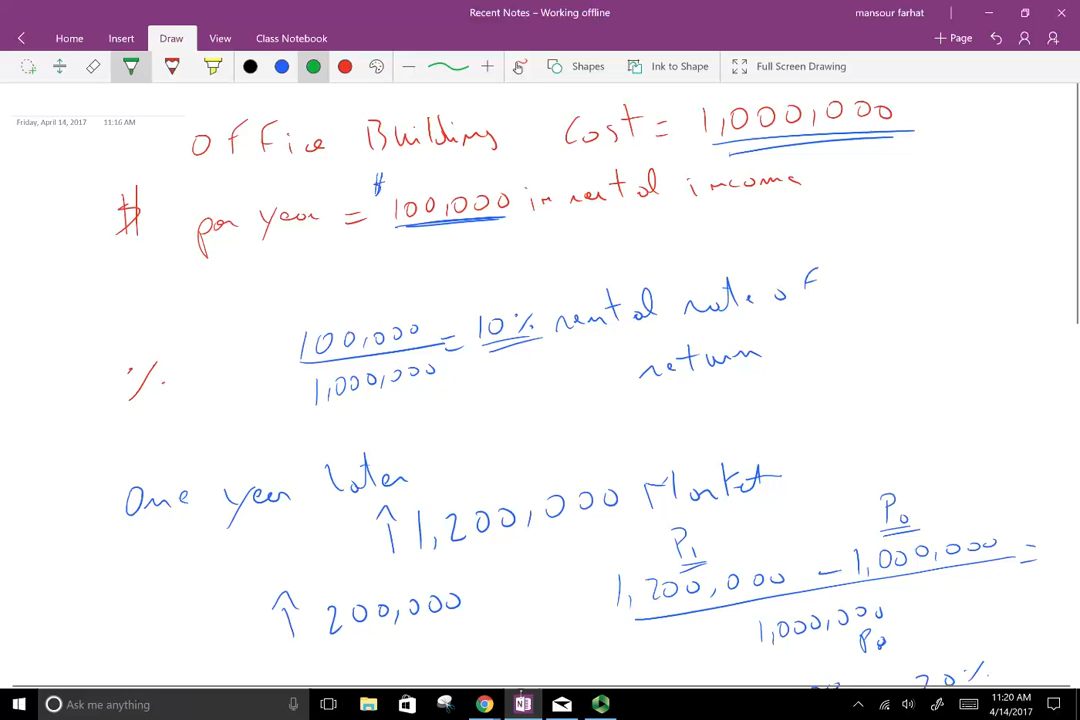 Recent Notes – Working offline
mansour farhat
Home Insert Draw View Class Notebook
Page
Shapes Ink to Shape Full Screen Drawing
Friday, April 14, 2017 11:16 AM
Office Building Cost = 1,0000,000
$ per year = $100,000 in rental income
100,000 / 1,000,000 = 10% rental rate of
return
%
One year later
↑ 1,200,000 Market
P1 P0
1,200,000 – 1,000,000 =
1,000,000
P0
↑ 200,000
20%
Ask me anything
11:20 AM
4/14/2017